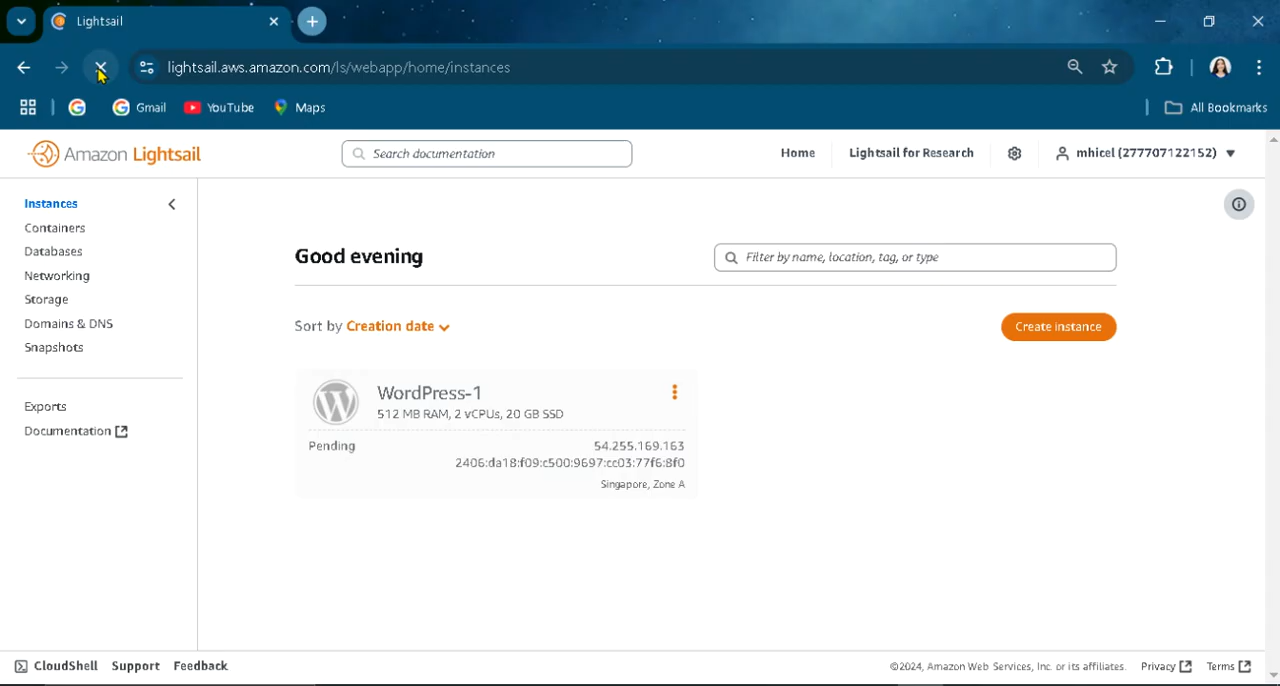 Lightsail
lightsail.aws.amazon.com/ls/webapp/home/instances
Gmail
YouTube
Maps
All Bookmarks
Amazon Lightsail
Search documentation
Home
Lightsail for Research
mhicel (277707122152)
Instances
Containers
Databases
Networking
Storage
Domains & DNS
Snapshots
Exports
Documentation
Good evening
Filter by name, location, tag, or type
Sort by Creation date
Create instance
WordPress-1
512 MB RAM, 2 vCPUs, 20 GB SSD
Pending
54.255.169.163
2406:da18:f09:c500:9697:cc03:77f6:8f0
Singapore, Zone A
CloudShell
Support
Feedback
©2024, Amazon Web Services, Inc. or its affiliates.
Privacy
Terms